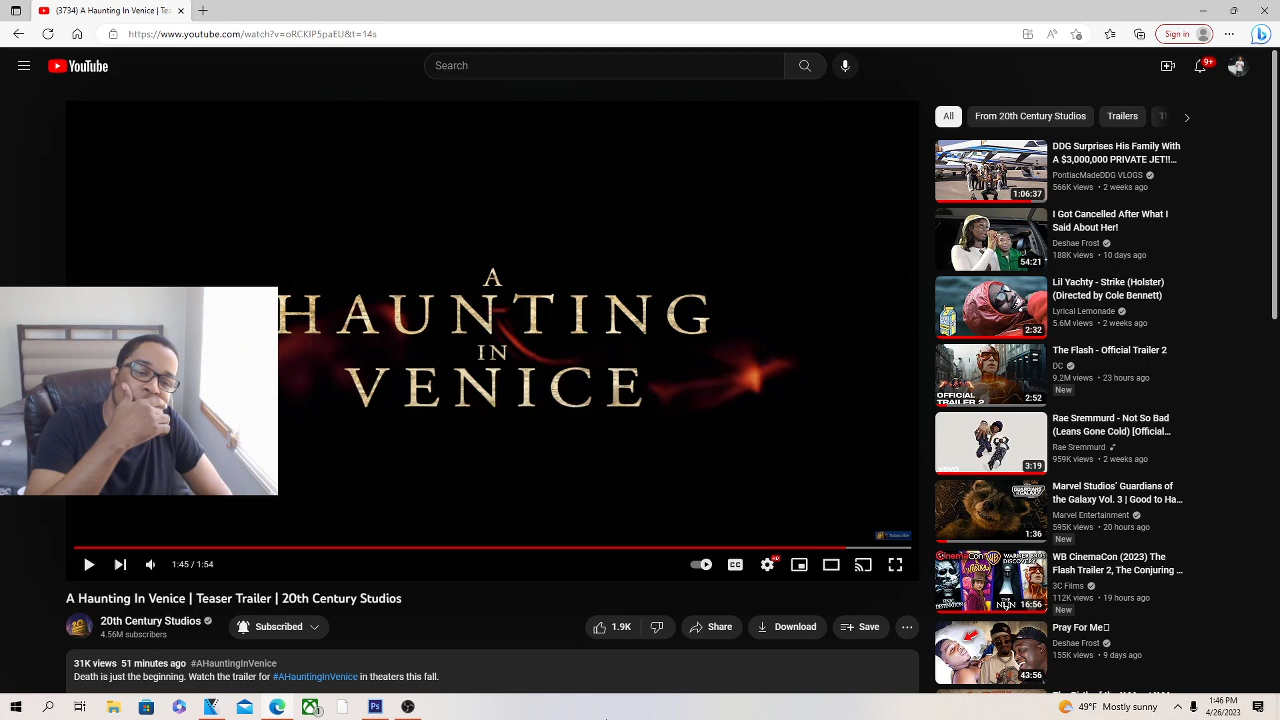 (3734) A Haunting In Venice | Tea
https://www.youtube.com/watch?v=oRCKIP5paEU&t=14s
Sign in
YouTube
Search
9+
A
HAUNTING
IN
VENICE
Subscribe
1:45 / 1:54
CC
HD
A Haunting In Venice | Teaser Trailer | 20th Century Studios
20th Century Studios
4.56M subscribers
Subscribed
1.9K
Share
Download
Save
31K views 51 minutes ago #AHauntingInVenice
Death is just the beginning. Watch the trailer for #AHauntingInVenice in theaters this fall.
All
From 20th Century Studios
Trailers
DDG Surprises His Family With
A $3,000,000 PRIVATE JET!!...
PontiacMadeDDG VLOGS
566K views • 2 weeks ago
1:06:37
I Got Cancelled After What I
Said About Her!
Deshae Frost
188K views • 10 days ago
54:21
Lil Yachty - Strike (Holster)
(Directed by Cole Bennett)
Lyrical Lemonade
5.6M views • 2 weeks ago
2:32
The Flash - Official Trailer 2
DC
9.2M views • 23 hours ago
New
OFFICIAL
TRAILER 2
2:52
Rae Sremmurd - Not So Bad
(Leans Gone Cold) [Official...
Rae Sremmurd
959K views • 2 weeks ago
vevo
3:19
Marvel Studios' Guardians of
the Galaxy Vol. 3 | Good to Ha...
Marvel Entertainment
595K views • 20 hours ago
New
1:36
WB CinemaCon (2023) The
Flash Trailer 2, The Conjuring ...
3C Films
112K views • 19 hours ago
New
CinemaCon
16:56
Pray For Me
Deshae Frost
155K views • 9 days ago
43:56
49°F Mostly sunny
1:46 PM
4/26/2023